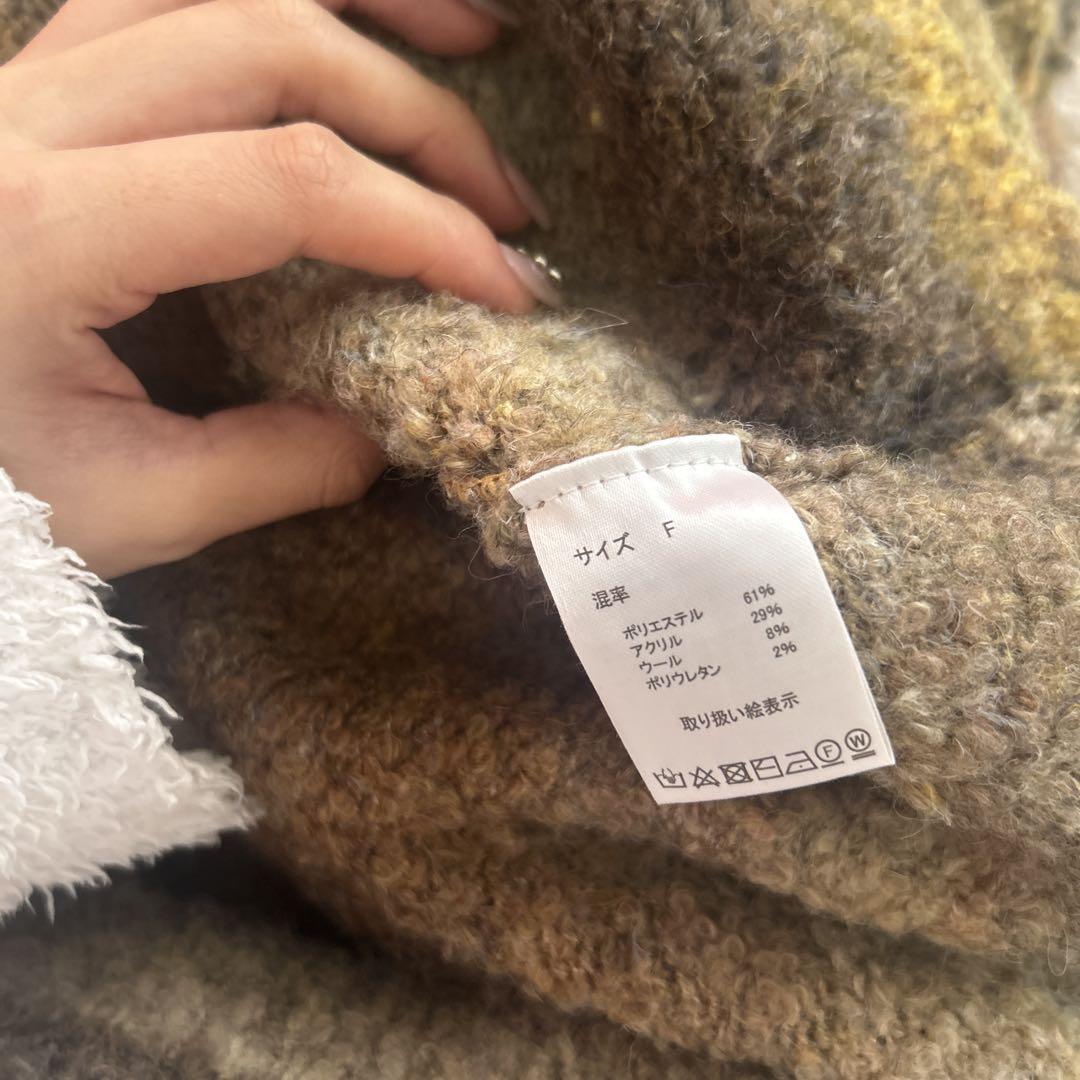 サイズ F
混率
ポリエステル 61%
アクリル 29%
ウール 8%
ポリウレタン 2%
取り扱い絵表示
F W